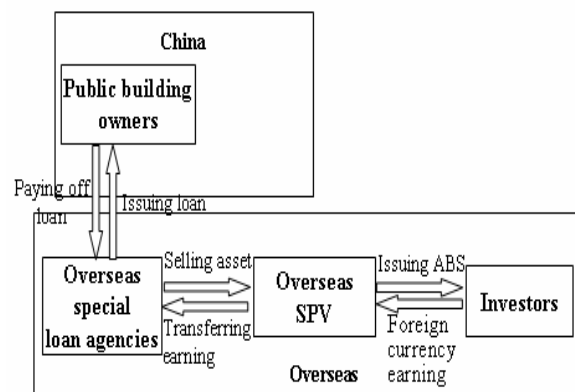 China
Public building
owners
Paying off
loan
Issuing loan
Overseas
special
loan agencies
Selling asset
Transferring
earning
Overseas
SPV
Issuing ABS
Foreign
currency
earning
Investors
Overseas